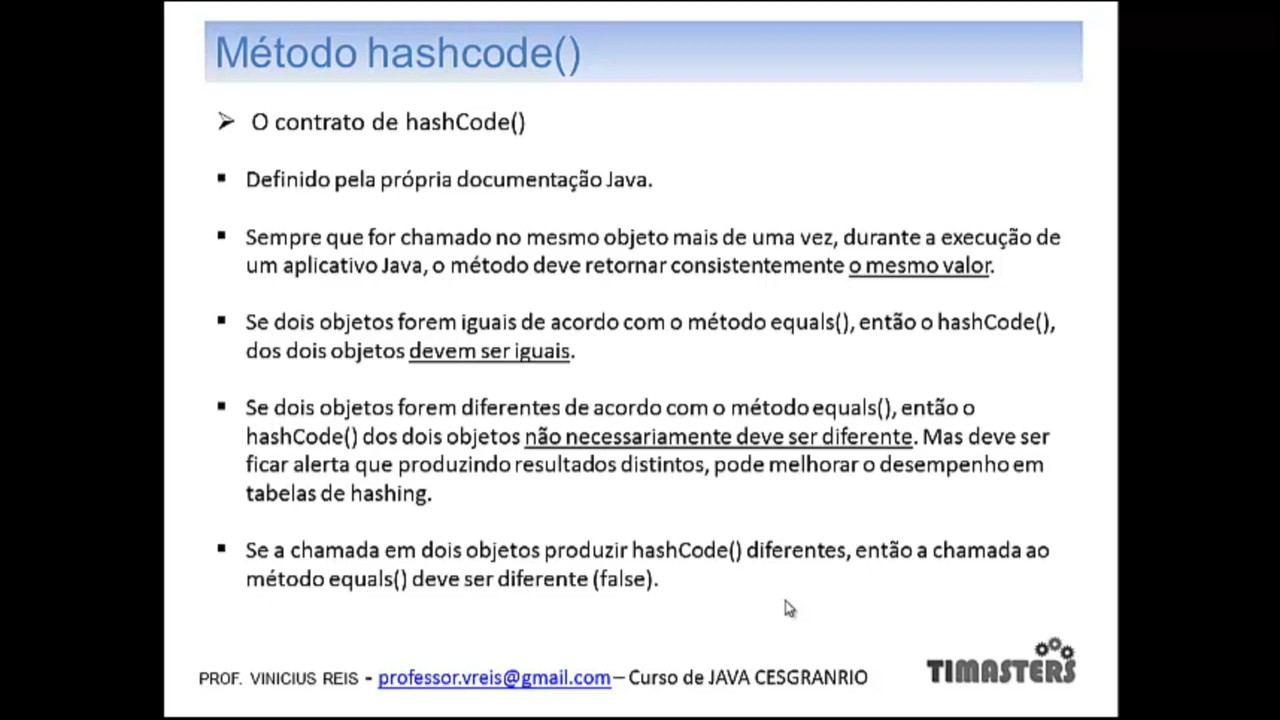 Método hashcode()
O contrato de hashCode()
Definido pela própria documentação Java.
Sempre que for chamado no mesmo objeto mais de uma vez, durante a execução de
um aplicativo Java, o método deve retornar consistentemente o mesmo valor.
Se dois objetos forem iguais de acordo com o método equals(), então o hashCode(),
dos dois objetos devem ser iguais.
Se dois objetos forem diferentes de acordo com o método equals(), então o
hashCode() dos dois objetos não necessariamente deve ser diferente. Mas deve ser
ficar alerta que produzindo resultados distintos, pode melhorar o desempenho em
tabelas de hashing.
Se a chamada em dois objetos produzir hashCode() diferentes, então a chamada ao
método equals() deve ser diferente (false).
PROF. VINICIUS REIS - professor.vreis@gmail.com – Curso de JAVA CESGRANRIO
TIMASTERS